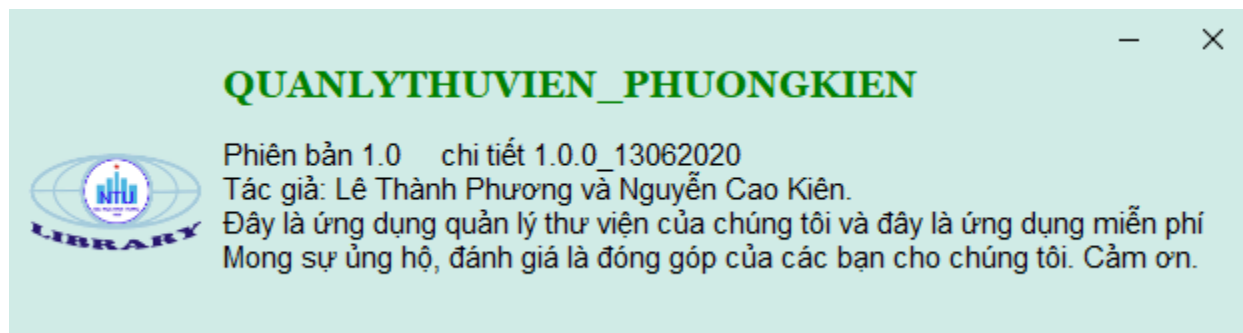 QUANLYTHUVIEN_PHUONGKIEN
Phiên bản 1.0 chi tiết 1.0.0_13062020
Tác giả: Lê Thành Phương và Nguyễn Cao Kiên.
Đây là ứng dụng quản lý thư viện của chúng tôi và đây là ứng dụng miễn phí
Mong sự ủng hộ, đánh giá là đóng góp của các bạn cho chúng tôi. Cảm ơn.
NTU
LIBRARY